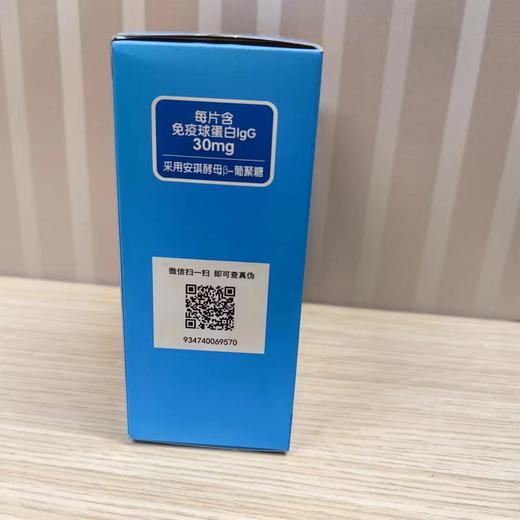 每片含
免疫球蛋白IgG
30mg
采用安琪酵母β-葡聚糖
微信扫一扫 即可查真伪
934740069570